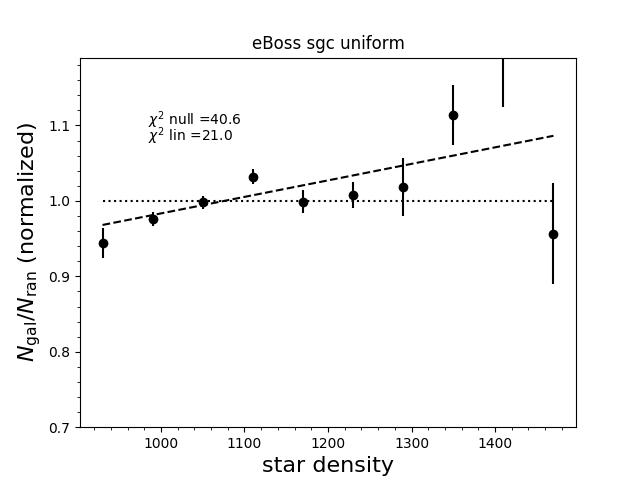 eBoss sgc uniform
χ² null =40.6
χ² lin =21.0
N_gal/N_ran (normalized)
1.1
1.0
0.9
0.8
0.7
1000 1100 1200 1300 1400
star density